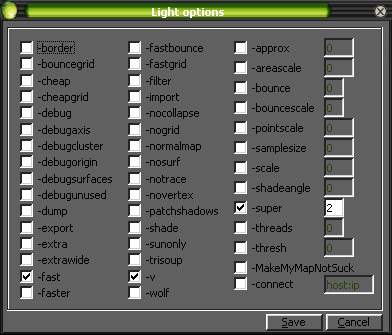 Light options
-border
-bouncegrid
-cheap
-cheapgrid
-debug
-debugaxis
-debugcluster
-debugorigin
-debugsurfaces
-debugunused
-dump
-export
-extra
-extrawide
-fast
-faster
-fastbounce
-fastgrid
-filter
-import
-nocollapse
-nogrid
-normalmap
-nosurf
-notrace
-novertex
-patchshadows
-shade
-sunonly
-trisoup
-v
-wolf
-approx 0
-areascale 0
-bounce 0
-bouncescale 0
-pointscale 0
-samplesize 0
-scale 0
-shadeangle 0
-super 2
-threads 0
-thresh 0
-MakeMyMapNotSuck
-connect host:ip
Save Cancel